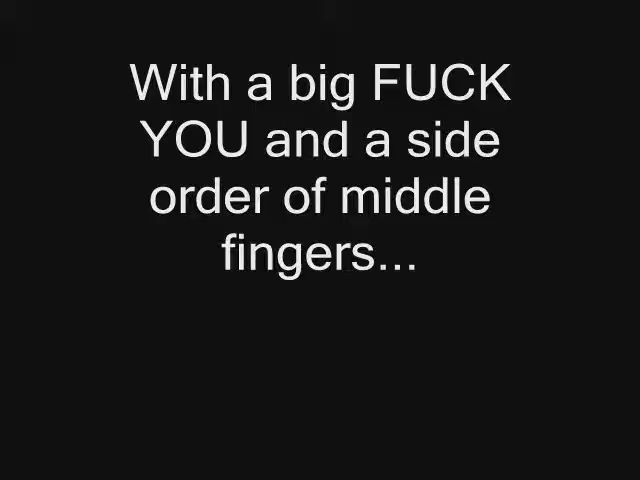 With a big FUCK
YOU and a side
order of middle
fingers...